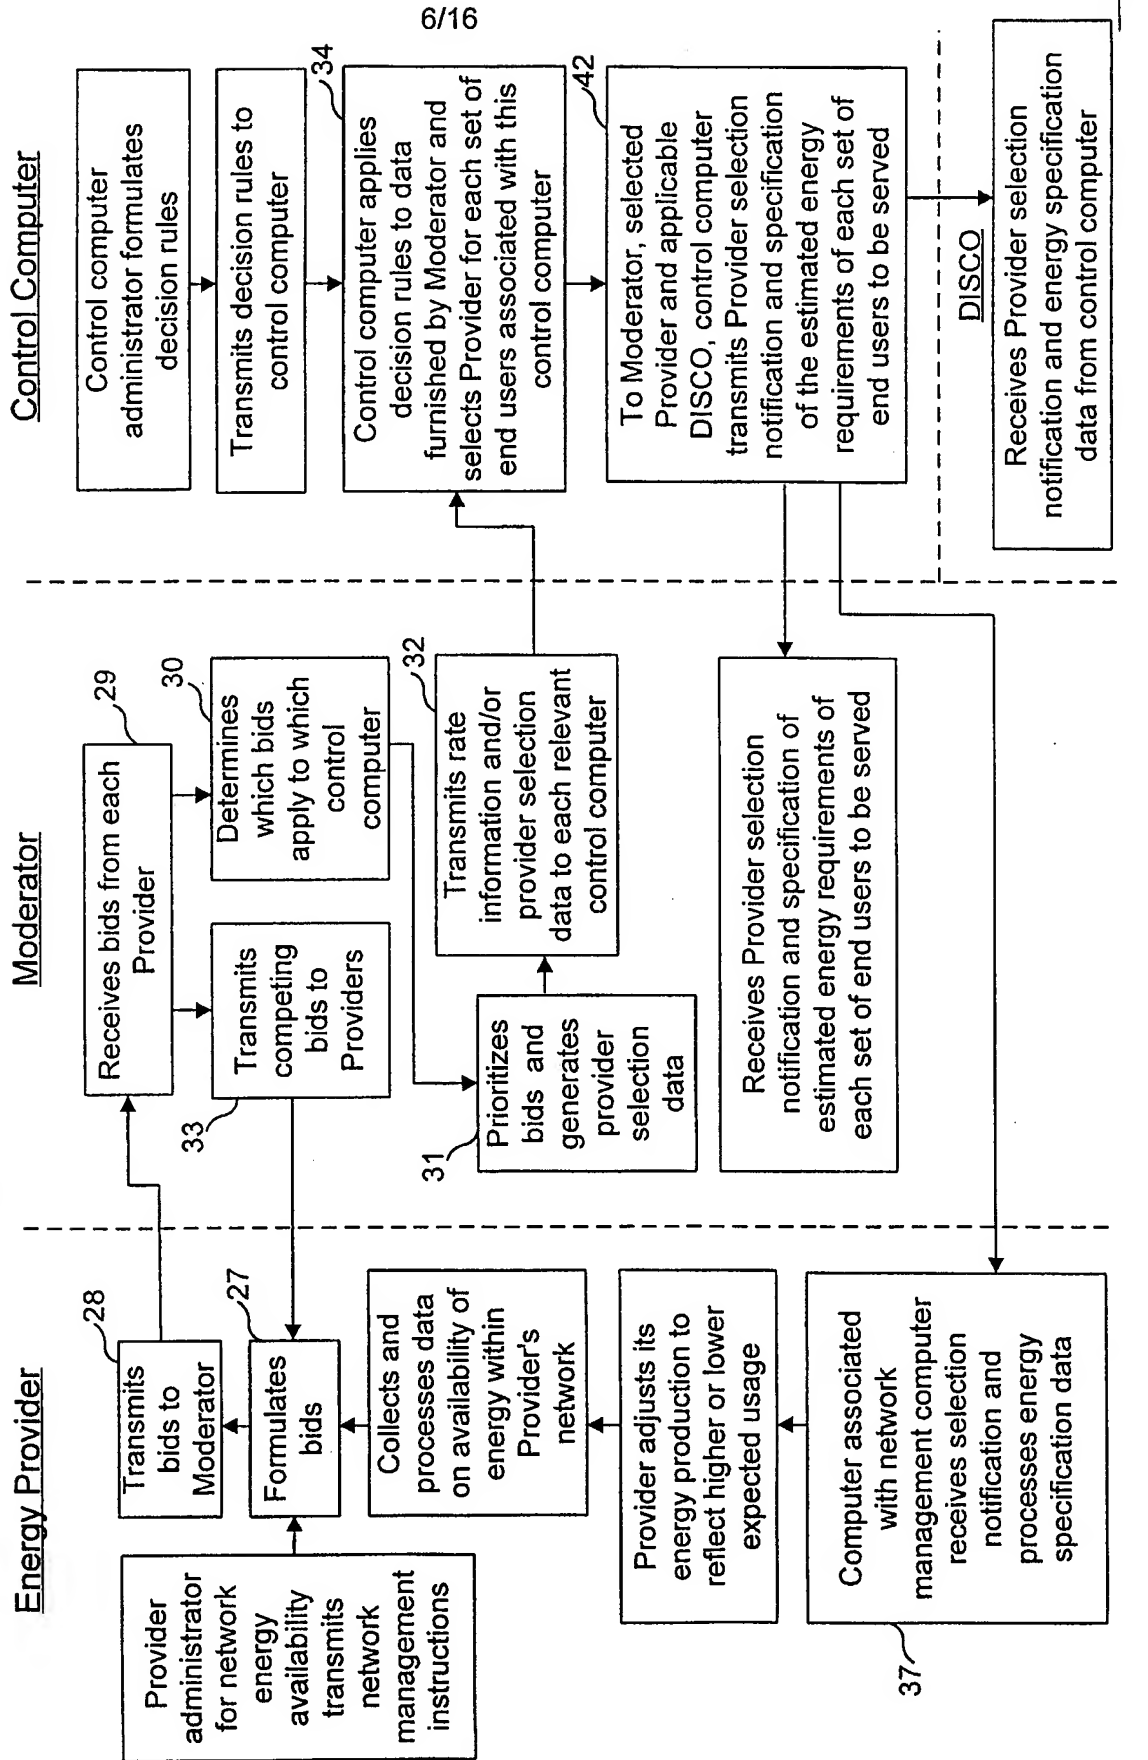 6/16
Energy Provider
Provider
administrator
for network
energy
availability
transmits
network
management
instructions
28
Transmits
bids to
Moderator
27
Formulates
bids
Collects and
processes data
on availability of
energy within
Provider's
network
Provider adjusts its
energy production to
reflect higher or lower
expected usage
Computer associated
with network
management computer
receives selection
notification and
processes energy
specification data
37
Moderator
29
Receives bids from each
Provider
33
Transmits
competing
bids to
Providers
30
Determines
which bids
apply to which
control
computer
31
Prioritizes
bids and
generates
provider
selection
data
32
Transmits rate
information and/or
provider selection
data to each relevant
control computer
Receives Provider selection
notification and specification of
estimated energy requirements of
each set of end users to be served
Control Computer
Control computer
administrator formulates
decision rules
Transmits decision rules to
control computer
34
Control computer applies
decision rules to data
furnished by Moderator and
selects Provider for each set of
end users associated with this
control computer
42
To Moderator, selected
Provider and applicable
DISCO, control computer
transmits Provider selection
notification and specification
of the estimated energy
requirements of each set of
end users to be served
DISCO
Receives Provider selection
notification and energy specification
data from control computer